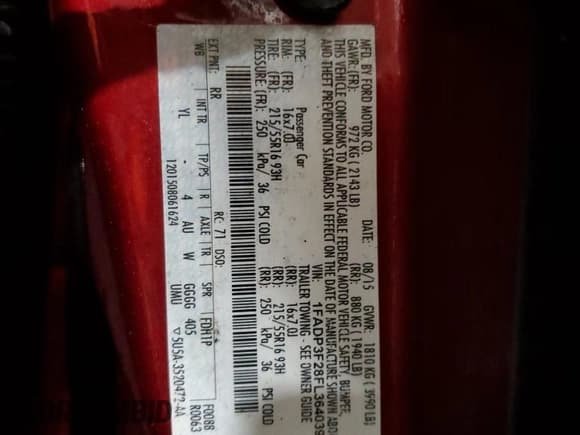 MFD. BY FORD MOTOR CO.
DATE: 08/15 GVWR: 1810 KG ( 3990 LB)
GAWR: (FR): 972 KG ( 2143 LB) (RR): 880 KG ( 1940 LB)
THIS VEHICLE CONFORMS TO ALL APPLICABLE FEDERAL MOTOR VEHICLE SAFETY, BUMPER,
AND THEFT PREVENTION STANDARDS IN EFFECT ON THE DATE OF MANUFACTURE SHOWN ABO
VIN: 1FADP3F28FL364039
TYPE: Passenger Car TRAILER TOWING - SEE OWNER GUIDE
RIM: (FR): 16x7.0J (RR): 16x7.0J
TIRE: (FR): 215/55R16 93H (RR): 215/55R16 93H
PRESSURE: (FR): 250 kPa/ 36 PSI COLD (RR): 250 kPa/ 36 PSI COLD
EXT PNT: RR RC: 71 DSO: FDH1P F0088
WB INT TR TP/PS R AXLE TR SPR R0063
YL - 4 AU W GGGG 405
1201508061624 UMU ▽5U5A-3520472-AA